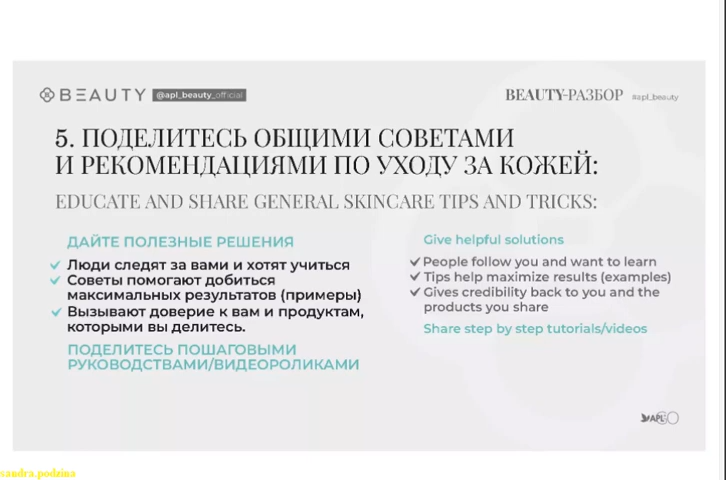 BEAUTY @apl_beauty_official
BEAUTY-РАЗБОР #apl_beauty
5. ПОДЕЛИТЕСЬ ОБЩИМИ СОВЕТАМИ
И РЕКОМЕНДАЦИЯМИ ПО УХОДУ ЗА КОЖЕЙ:
EDUCATE AND SHARE GENERAL SKINCARE TIPS AND TRICKS:
ДАЙТЕ ПОЛЕЗНЫЕ РЕШЕНИЯ
Люди следят за вами и хотят учиться
Советы помогают добиться
максимальных результатов (примеры)
Вызывают доверие к вам и продуктам,
которыми вы делитесь.
ПОДЕЛИТЕСЬ ПОШАГОВЫМИ
РУКОВОДСТВАМИ/ВИДЕОРОЛИКАМИ
Give helpful solutions
People follow you and want to learn
Tips help maximize results (examples)
Gives credibility back to you and the
products you share
Share step by step tutorials/videos
APL GO
sandra.podzina